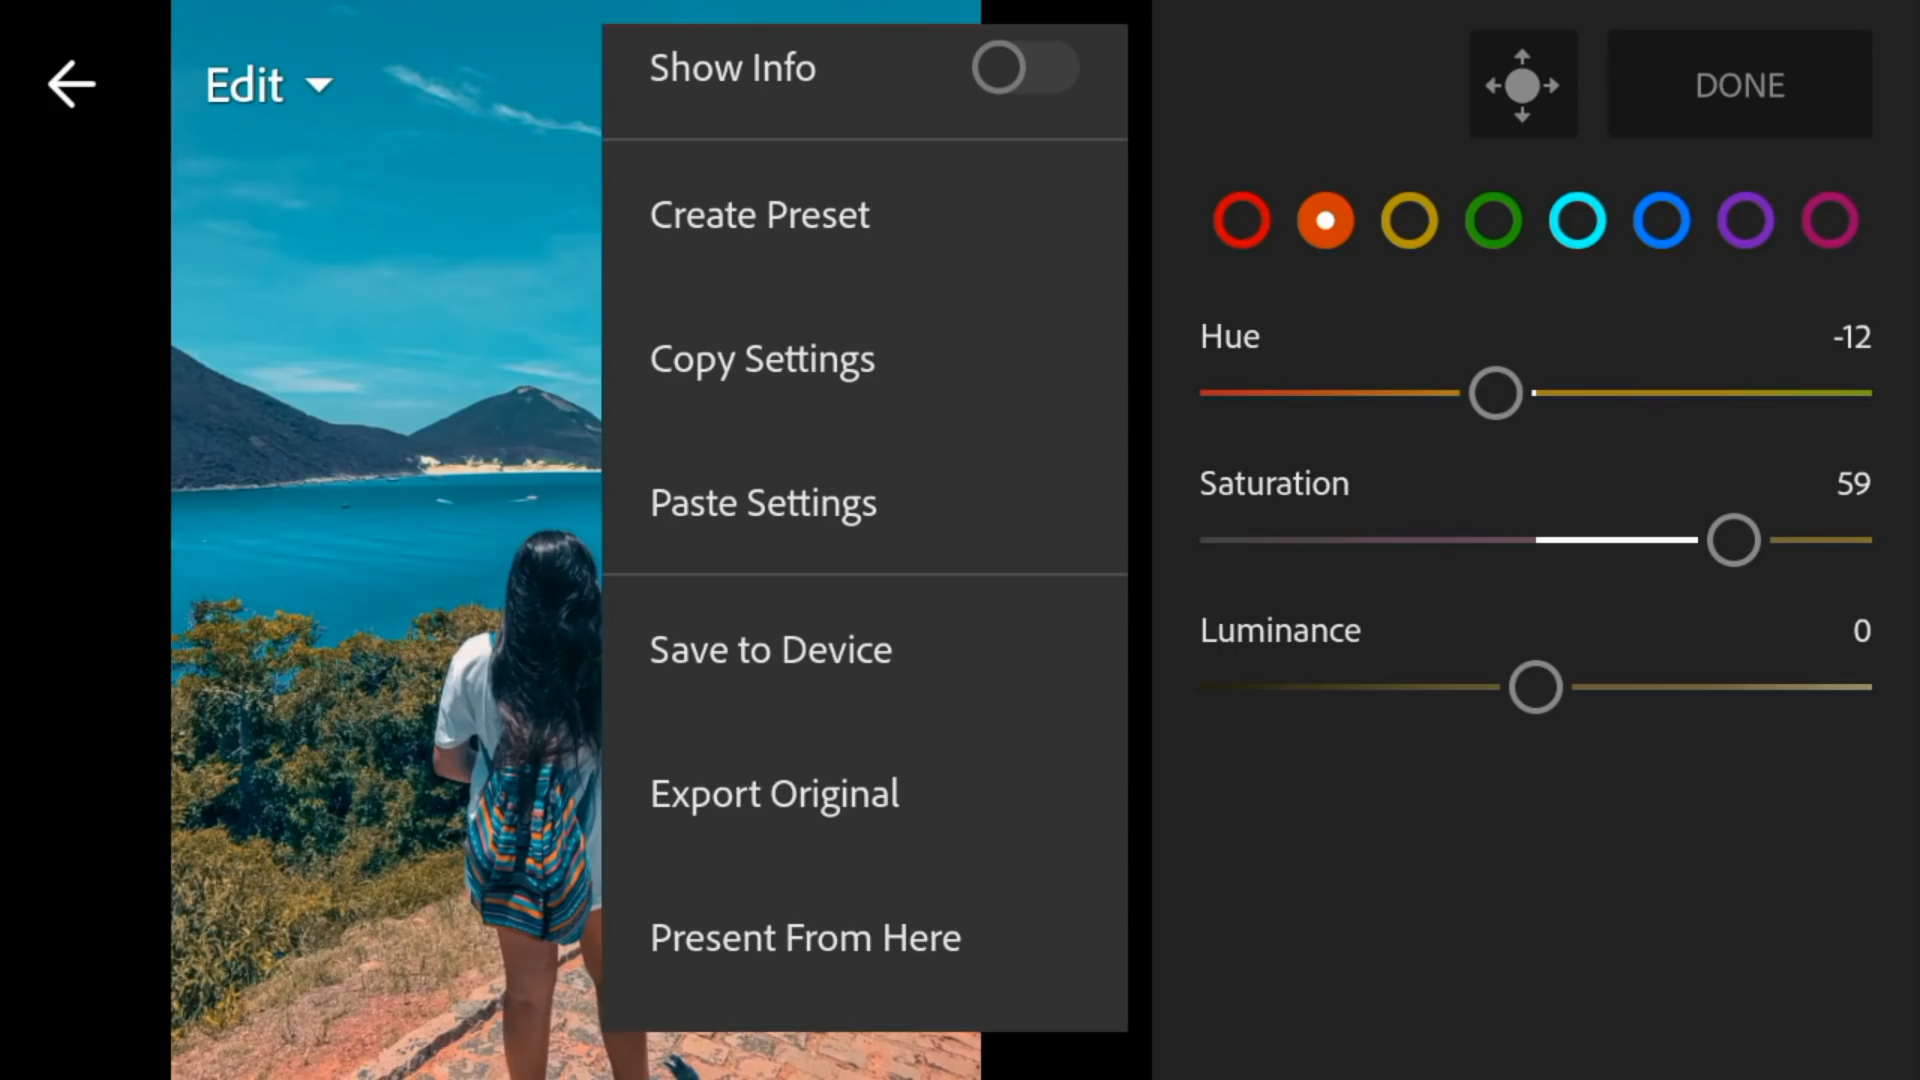 Edit
Show Info
Create Preset
Copy Settings
Paste Settings
Save to Device
Export Original
Present From Here
DONE
Hue -12
Saturation 59
Luminance 0